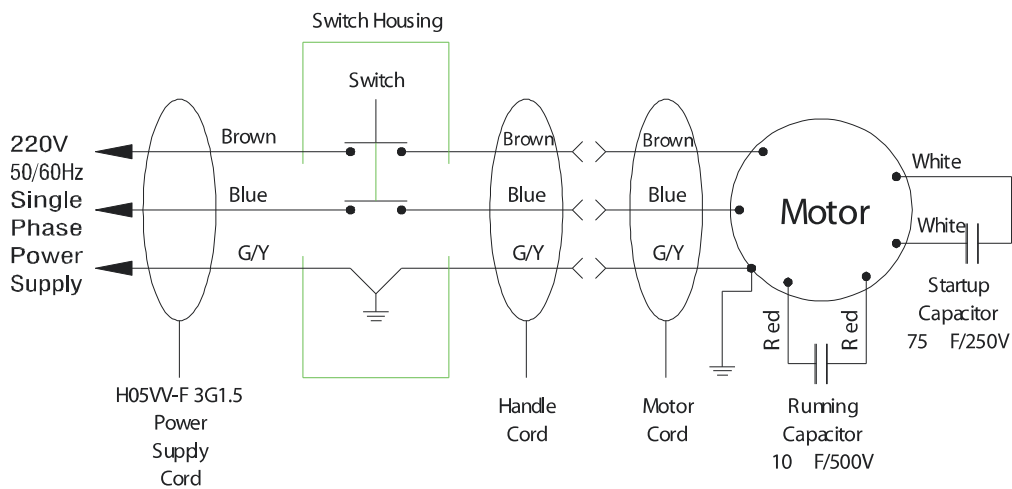 Switch Housing
Switch
220V
50/60Hz
Single
Phase
Power
Supply
Brown
Blue
G/Y
Brown
Blue
G/Y
Brown
Blue
G/Y
Motor
White
White
Red
Red
Startup
Capacitor
75 F/250V
H05VV-F 3G1.5
Power
Supply
Cord
Handle
Cord
Motor
Cord
Running
Capacitor
10 F/500V